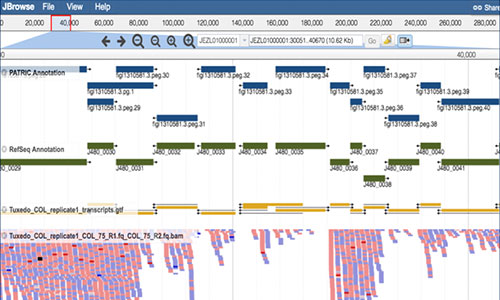 JBrowse File View Help Share
0 20,000 40,000 60,000 80,000 100,000 120,000 140,000 160,000 180,000 200,000 220,000 240,000 260,000 280,000
JEZL01000001 JEZL01000001:30051..40670 (10.62 Kb) Go
40,000
PATRIC Annotation
fig|1310581.3.peg.30 fig|1310581.3.peg.32 fig|1310581.3.peg.34 fig|1310581.3.peg.37 fig|1310581.3.peg.39
fig|1310581.3.pg.1 fig|1310581.3.peg.33 fig|1310581.3.peg.35 fig|1310581.3.peg.40
fig|1310581.3.peg.29 fig|1310581.3.peg.36
fig|1310581.3.peg.31 fig|1310581.3.peg.38
RefSeq Annotation
J480_0030 J480_0032 J480_0033 J480_0034 J480_0035 J480_0037 J480_0040
J480_0029 J480_0031 J480_0036 J480_0039 J480_0041
J480_0038
Tuxedo_COL_replicate1_transcripts.gtf
Tuxedo_COL_replicate1_COL_75_R1.fq_COL_75_R2.fq.bam